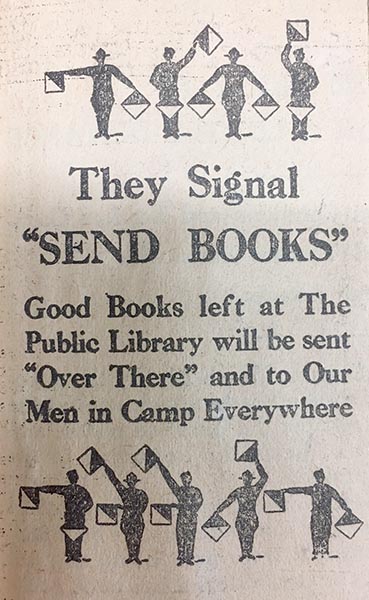 They Signal
“SEND BOOKS”
Good Books left at The
Public Library will be sent
“Over There” and to Our
Men in Camp Everywhere